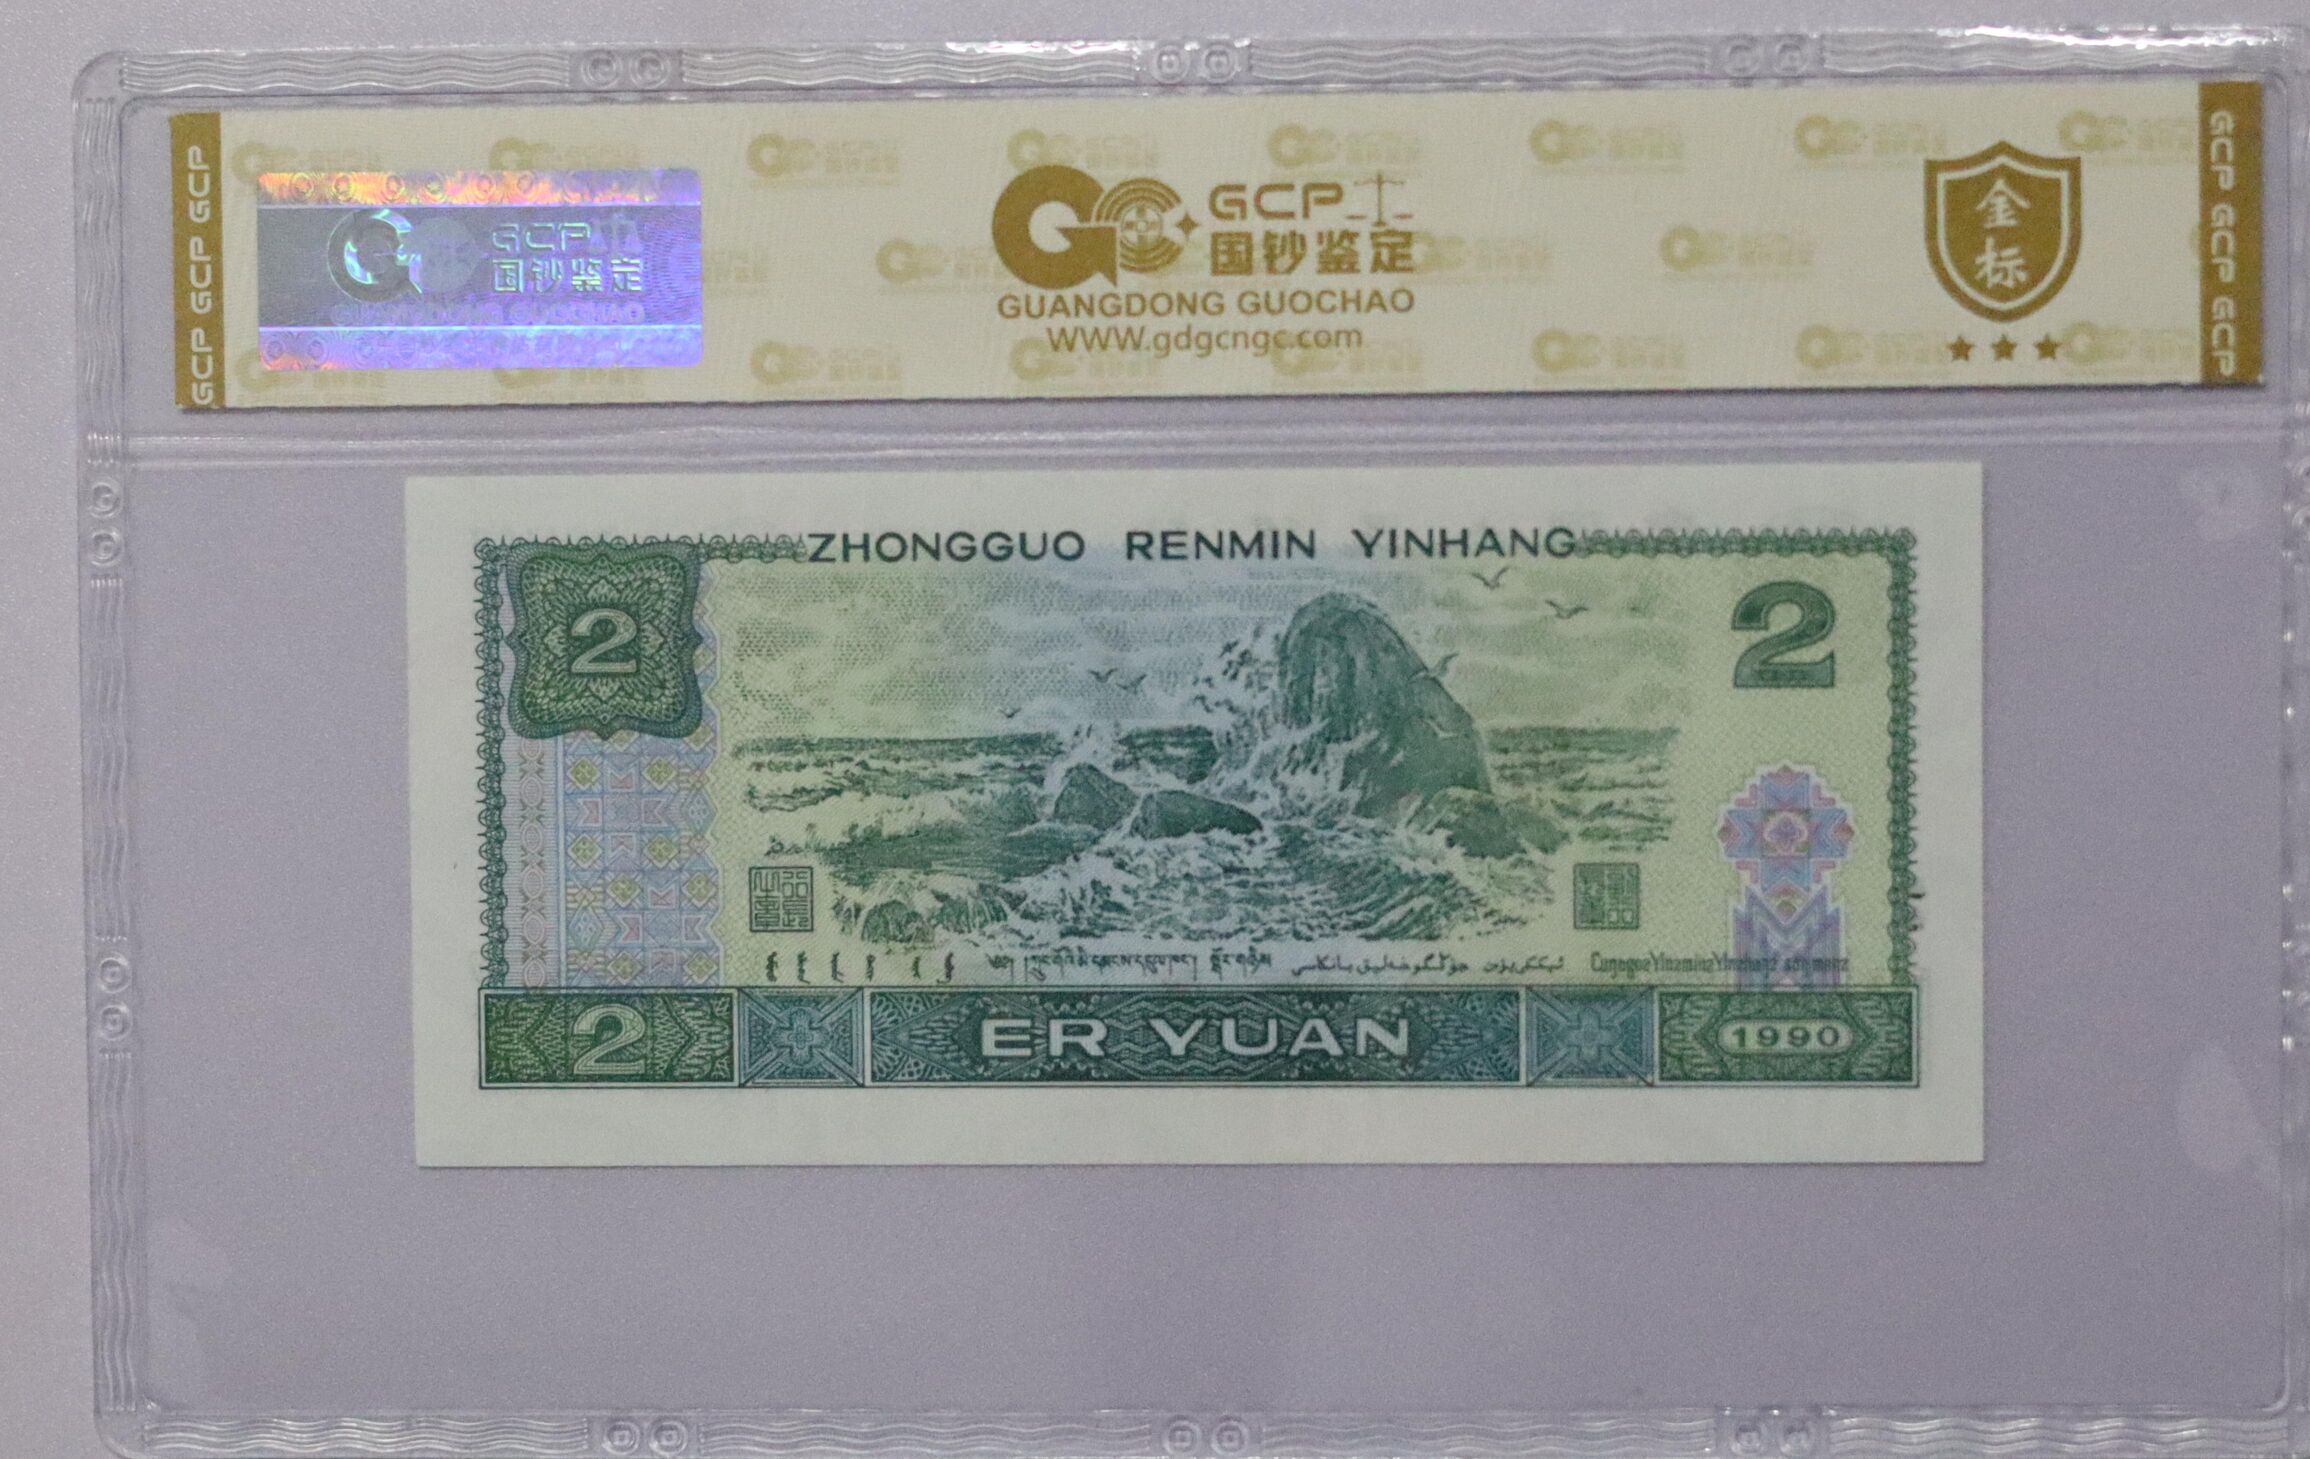 GCP GCP GCP
GCP
国钞鉴定
GUANGDONG GUOCHAO
GCP
国钞鉴定
GUANGDONG GUOCHAO
WWW.gdgcngc.com
金标
GCP GCP GCP
ZHONGGUO RENMIN YINHANG
2
2
2
ER YUAN
1990